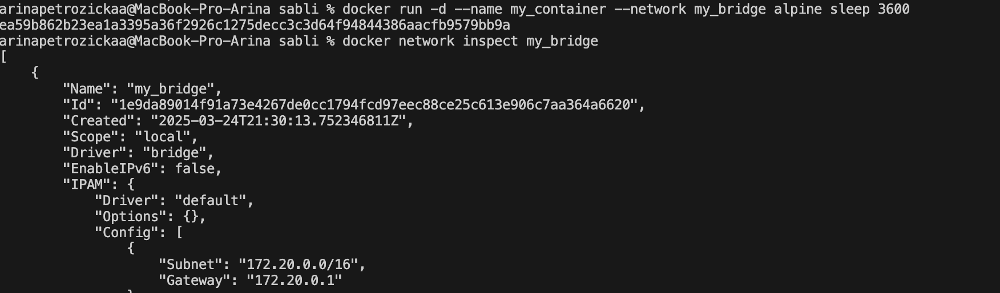 arinapetrozickaa@MacBook-Pro-Arina sabli % docker run -d --name my_container --network my_bridge alpine sleep 3600
ea59b862b23ea1a3395a36f2926c1275decc3c3d64f94844386aacfb9579bb9a
arinapetrozickaa@MacBook-Pro-Arina sabli % docker network inspect my_bridge
[
    {
        "Name": "my_bridge",
        "Id": "1e9da89014f91a73e4267de0cc1794fcd97eec88ce25c613e906c7aa364a6620",
        "Created": "2025-03-24T21:30:13.752346811Z",
        "Scope": "local",
        "Driver": "bridge",
        "EnableIPv6": false,
        "IPAM": {
            "Driver": "default",
            "Options": {},
            "Config": [
                {
                    "Subnet": "172.20.0.0/16",
                    "Gateway": "172.20.0.1"
                }